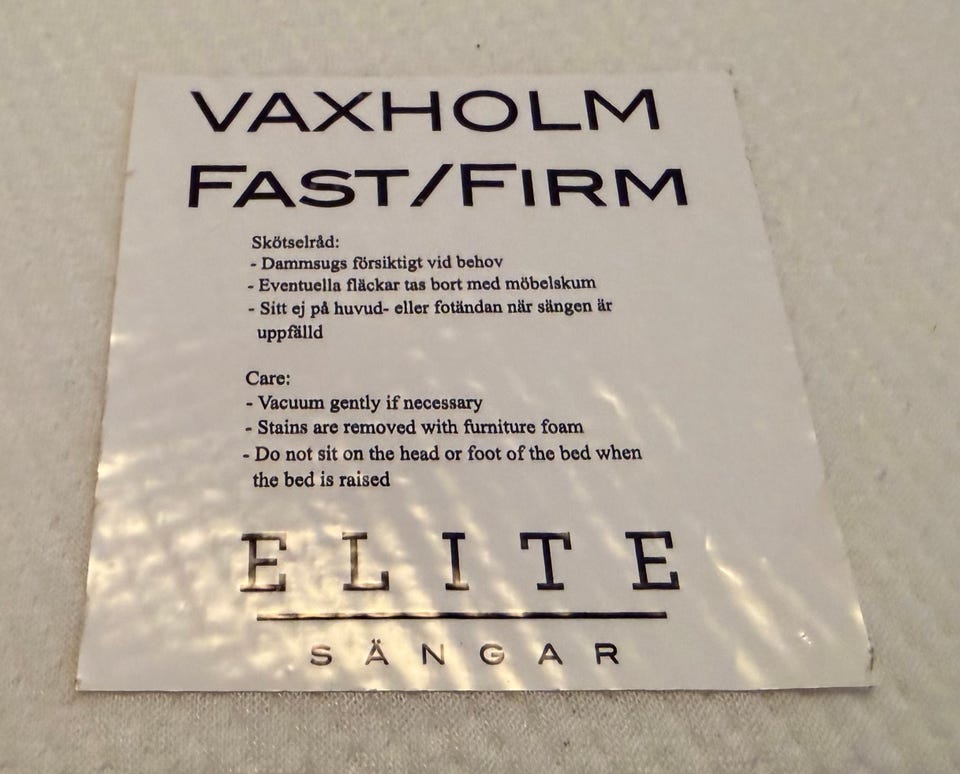 VAXHOLM
FAST/FIRM
Skötselråd:
- Dammsugs försiktigt vid behov
- Eventuella fläckar tas bort med möbelskum
- Sitt ej på huvud- eller fotändan när sängen är
uppfälld
Care:
- Vacuum gently if necessary
- Stains are removed with furniture foam
- Do not sit on the head or foot of the bed when
the bed is raised
ELITE
SÄNGAR